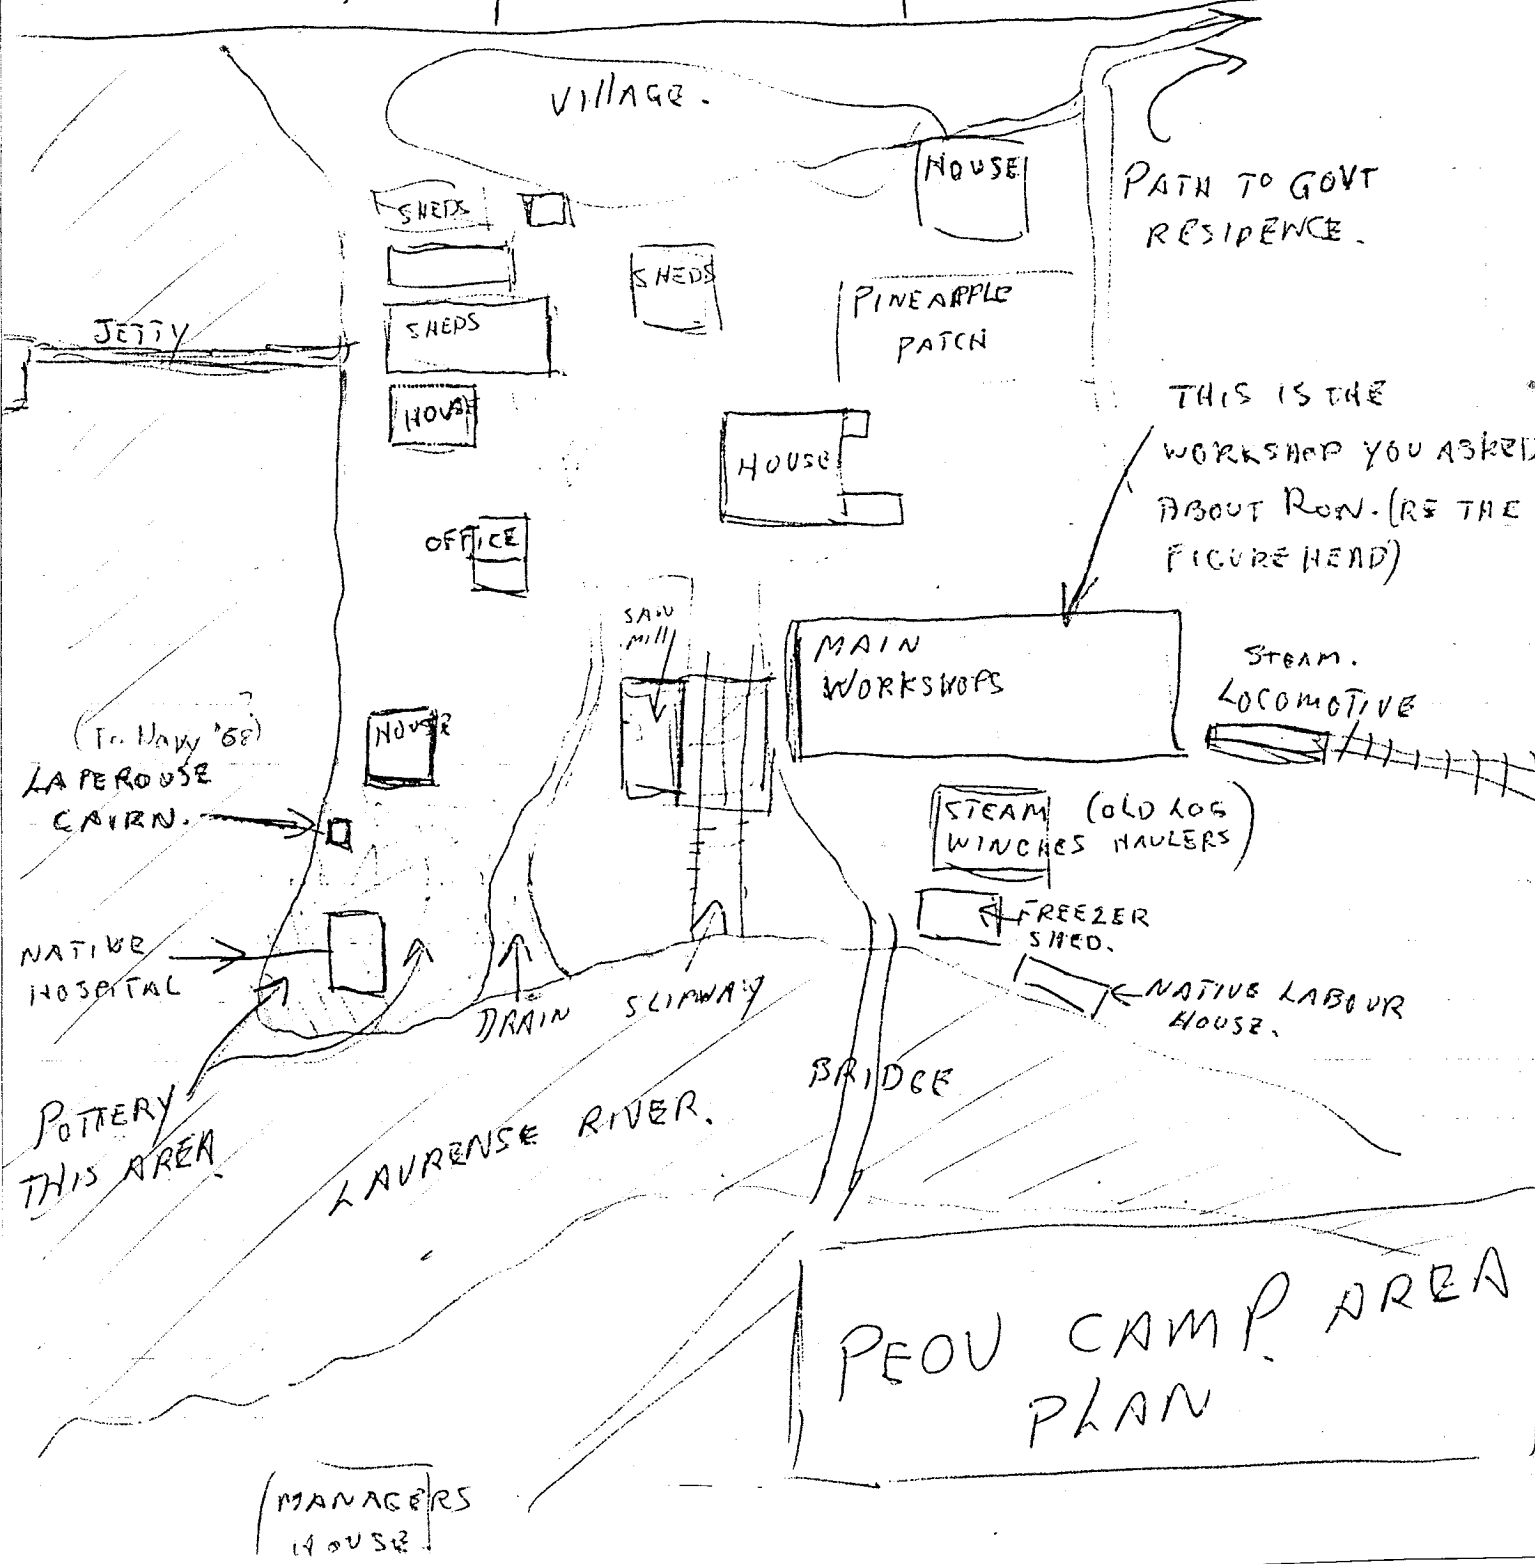 VIllAGE.
HOUSE
PATH TO GOVT
RESIDENCE.
SHEDS
SHEDS
SHEDS
PINEAPPLE
PATCH
JETTY
HOUSE
HOUSE
THIS IS THE
WORKSHOP YOU ASKED
ABOUT RON. (RE THE
FIGURE HEAD)
OFFICE
SAW
MIll
MAIN
WORKSHOPS
STEAM.
LOCOMOTIVE
HOUSE
(Fr. Navy '68)
LAPEROUSE
CAIRN.
STEAM (OLD LOG
WINCHES HAULERS)
FREEZER
SHED.
NATIVE
HOSPITAL
NATIVE LABOUR
HOUSE.
DRAIN
SLIPWAY
BRIDGE
POTTERY
THIS AREA
LAURENSE RIVER.
PEOU CAMP AREA
PLAN
MANAGERS
HOUSE